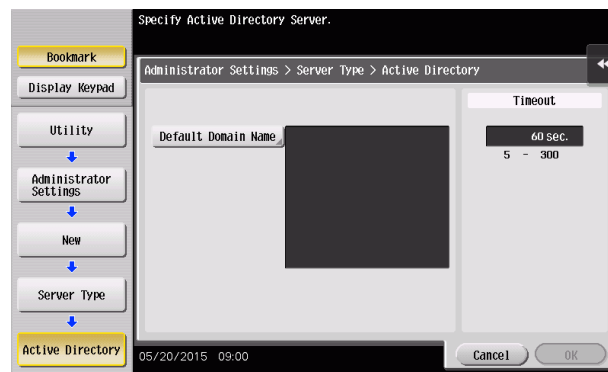 Specify Active Directory Server.
Bookmark
Display Keypad
Utility
Administrator
Settings
New
Server Type
Active Directory
Administrator Settings > Server Type > Active Directory
Default Domain Name
Timeout
60 sec.
5 - 300
05/20/2015 09:00
Cancel
OK